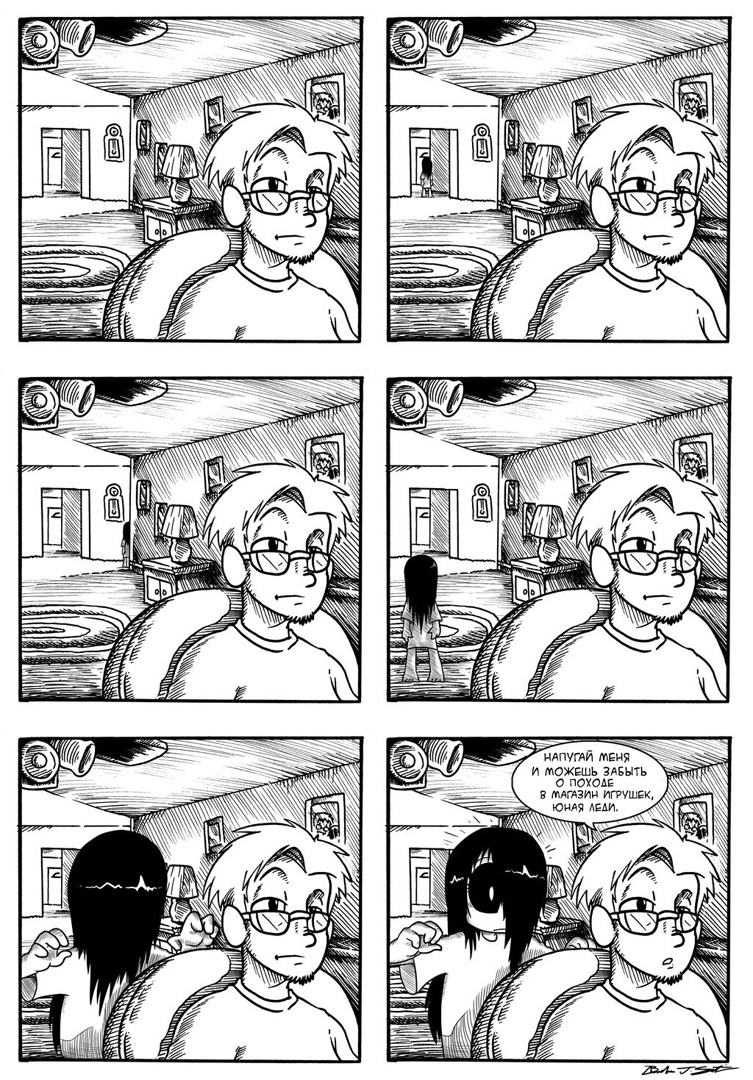 НАПУГАЙ МЕНЯ
И МОЖЕШЬ ЗАБЫТЬ
О ПОХОДЕ
В МАГАЗИН ИГРУШЕК,
ЮНАЯ ЛЕДИ.